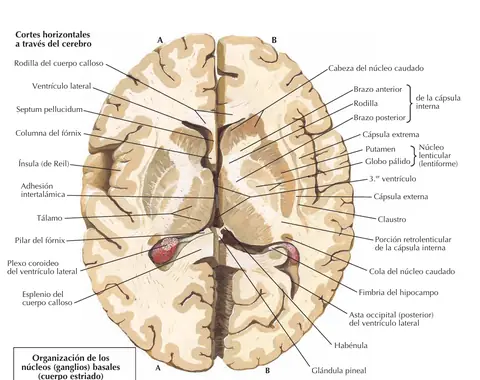 Cortes horizontales
a través del cerebro
A
B
Rodilla del cuerpo calloso
Ventrículo lateral
Septum pellucidum
Columna del fórnix
Ínsula (de Reil)
Adhesión
intertalámica
Tálamo
Pilar del fórnix
Plexo coroideo
del ventrículo lateral
Esplenio del
cuerpo calloso
Cabeza del núcleo caudado
Brazo anterior
Rodilla
Brazo posterior
de la cápsula
interna
Cápsula extrema
Putamen
Globo pálido
Núcleo
lenticular
(lentiforme)
3.er ventrículo
Cápsula externa
Claustro
Porción retrolenticular
de la cápsula interna
Cola del núcleo caudado
Fimbria del hipocampo
Asta occipital (posterior)
del ventrículo lateral
Habénula
Glándula pineal
A
B
Organización de los
núcleos (ganglios) basales
(cuerpo estriado)